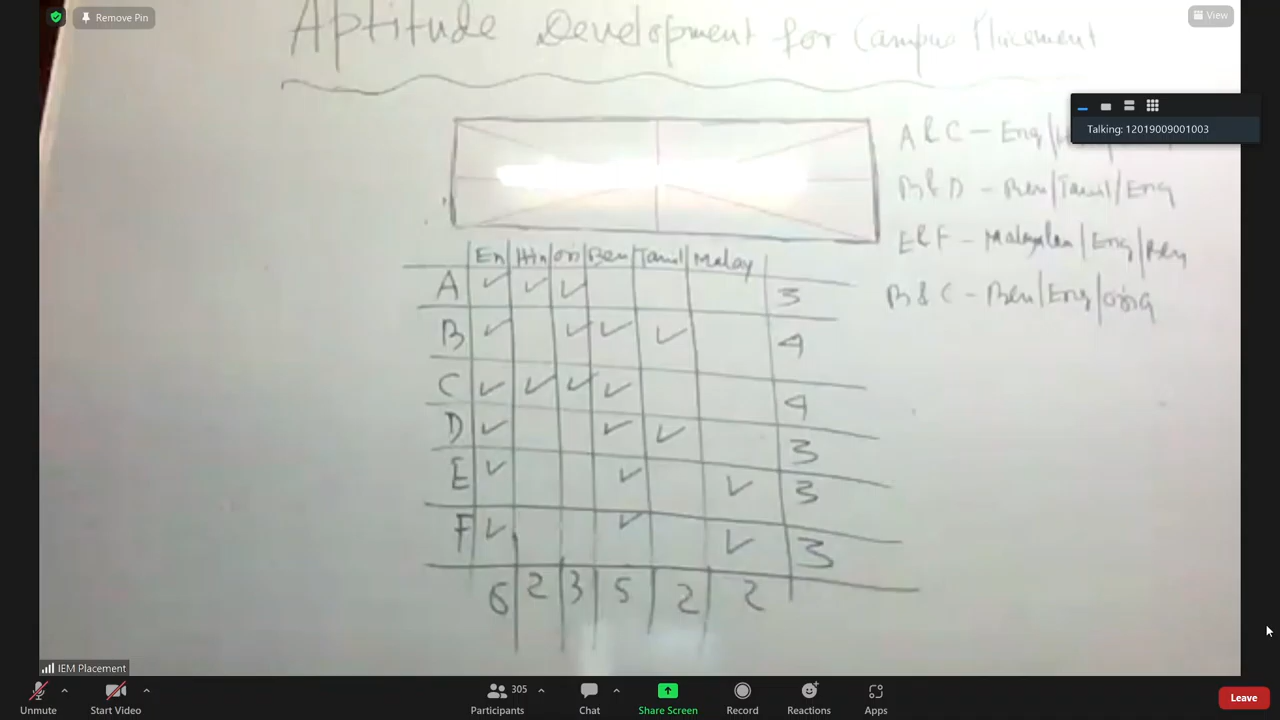 Remove Pin
View
Aptitude Development for Campus Placement
Talking: 12019009001003
A & C - Eng/
B & D - Ben/Tamil/Eng
E & F - Malayalam/Eng/Ben
B & C - Ben/Eng/
En Hin Ori Ben Tamil Malay
A ✓ ✓ ✓ 3
B ✓ ✓ ✓ ✓ 4
C ✓ ✓ ✓ ✓ 4
D ✓ ✓ ✓ 3
E ✓ ✓ ✓ 3
F ✓ ✓ ✓ 3
6 2 3 5 2 2
IEM Placement
305
Unmute Start Video Participants Chat Share Screen Record Reactions Apps Leave